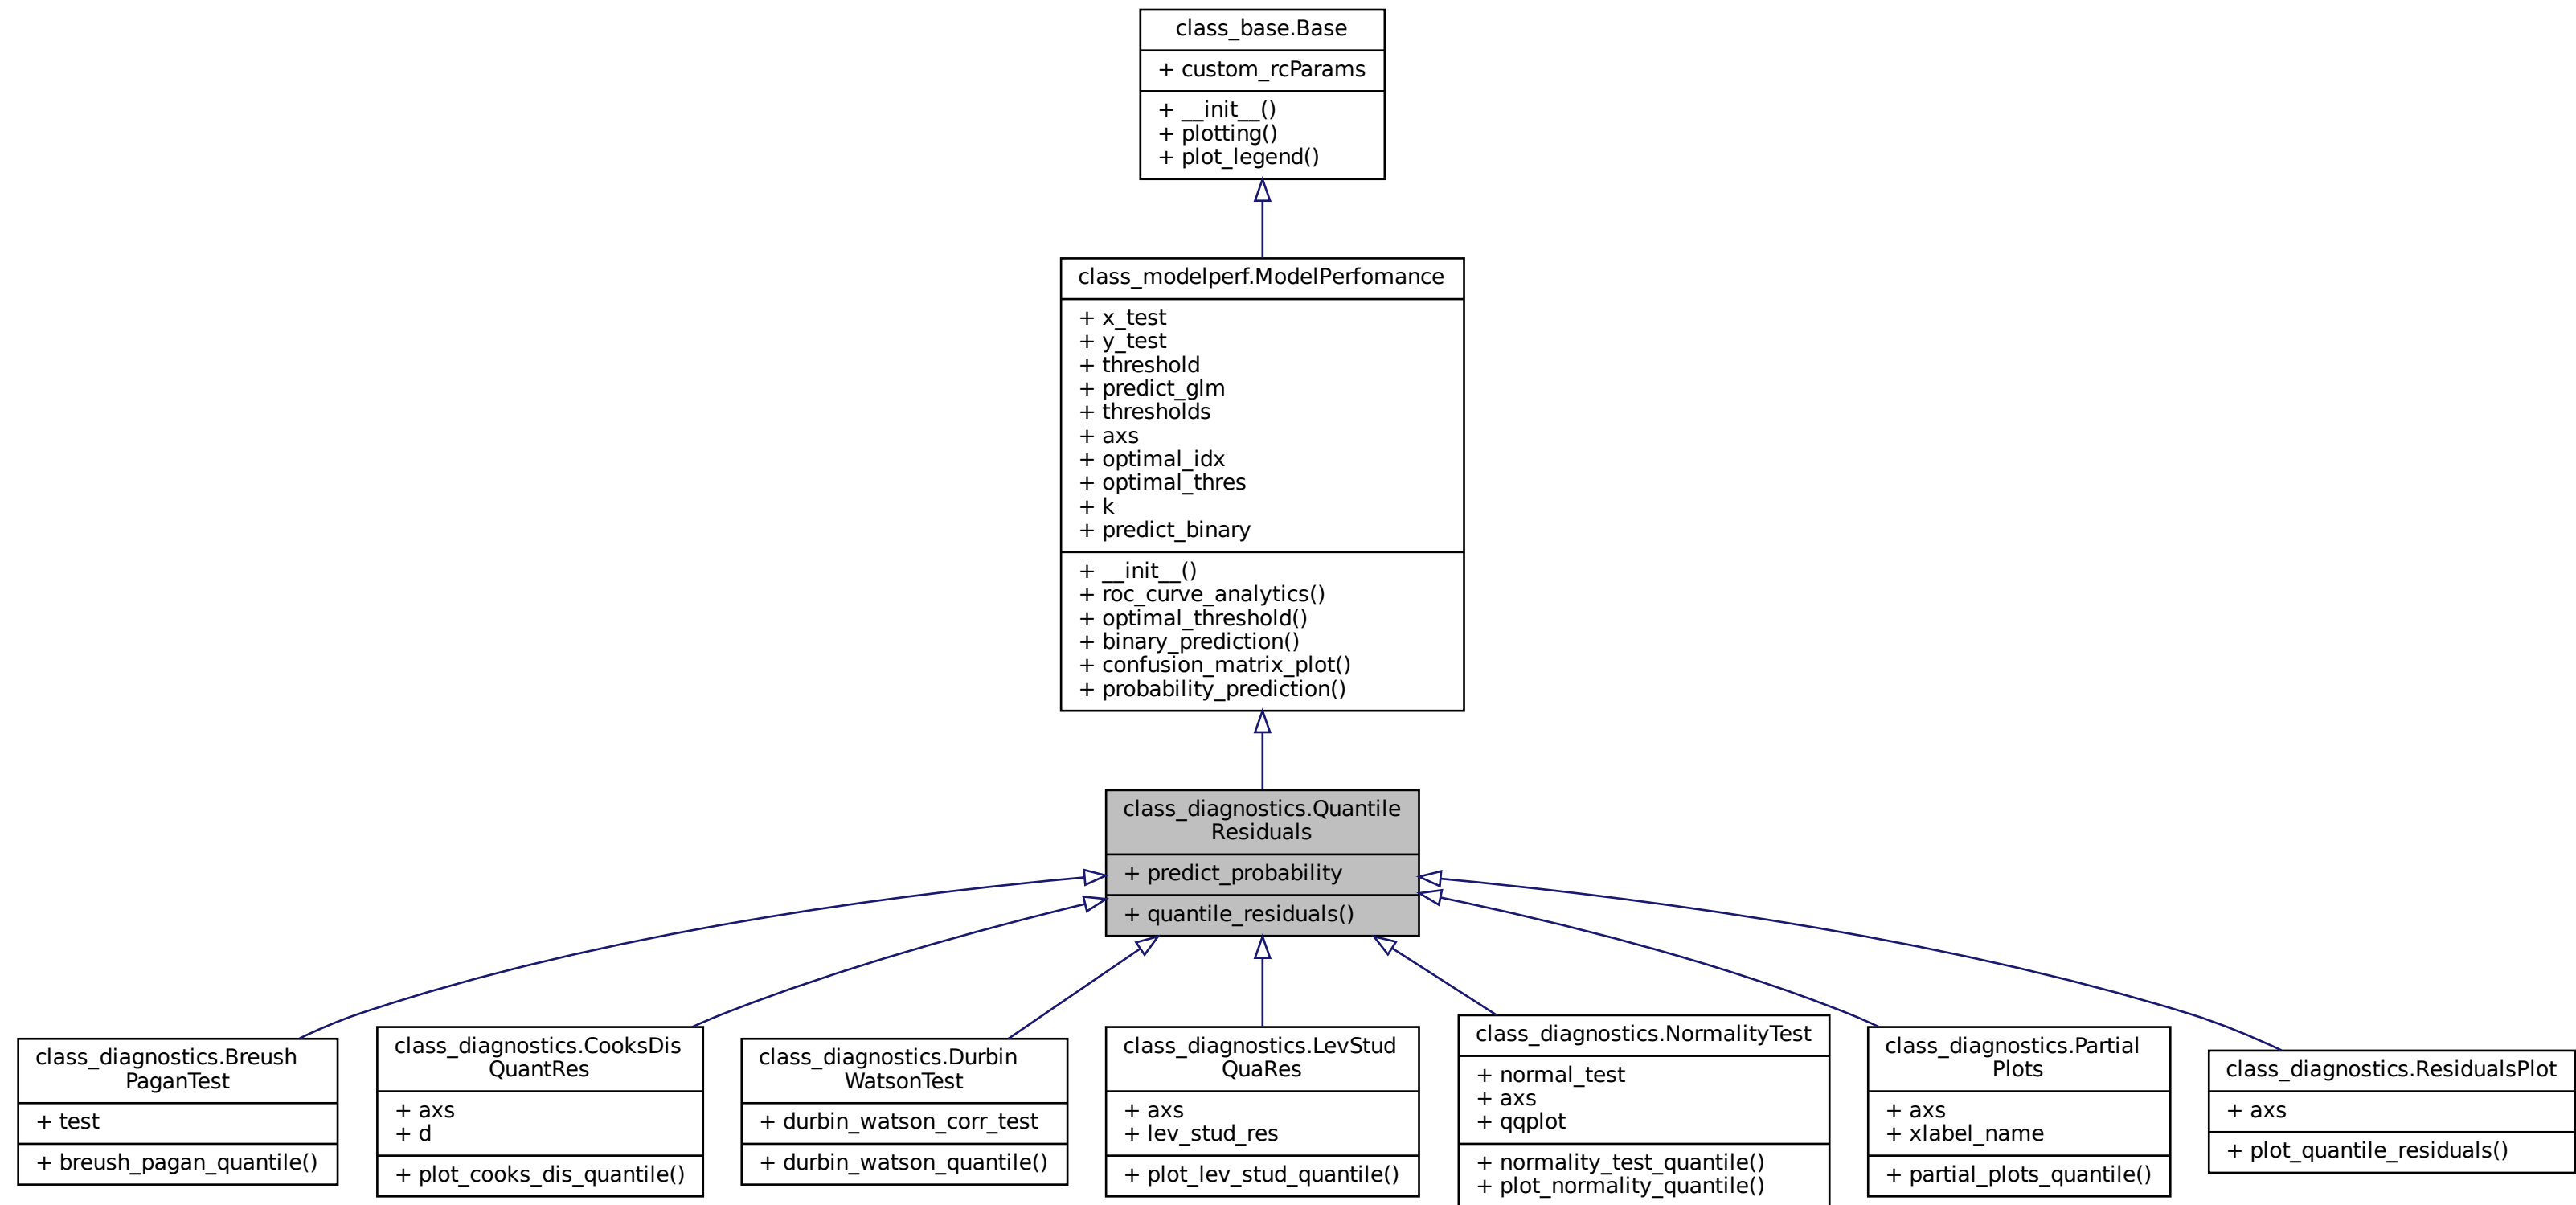 class_base.Base
+ custom_rcParams
+ __init__()
+ plotting()
+ plot_legend()
class_modelperf.ModelPerfomance
+ x_test
+ y_test
+ threshold
+ predict_glm
+ thresholds
+ axs
+ optimal_idx
+ optimal_thres
+ k
+ predict_binary
+ __init__()
+ roc_curve_analytics()
+ optimal_threshold()
+ binary_prediction()
+ confusion_matrix_plot()
+ probability_prediction()
class_diagnostics.Quantile
Residuals
+ predict_probability
+ quantile_residuals()
class_diagnostics.Breush
PaganTest
+ test
+ breush_pagan_quantile()
class_diagnostics.CooksDis
QuantRes
+ axs
+ d
+ plot_cooks_dis_quantile()
class_diagnostics.Durbin
WatsonTest
+ durbin_watson_corr_test
+ durbin_watson_quantile()
class_diagnostics.LevStud
QuaRes
+ axs
+ lev_stud_res
+ plot_lev_stud_quantile()
class_diagnostics.NormalityTest
+ normal_test
+ axs
+ qqplot
+ normality_test_quantile()
+ plot_normality_quantile()
class_diagnostics.Partial
Plots
+ axs
+ xlabel_name
+ partial_plots_quantile()
class_diagnostics.ResidualsPlot
+ axs
+ plot_quantile_residuals()